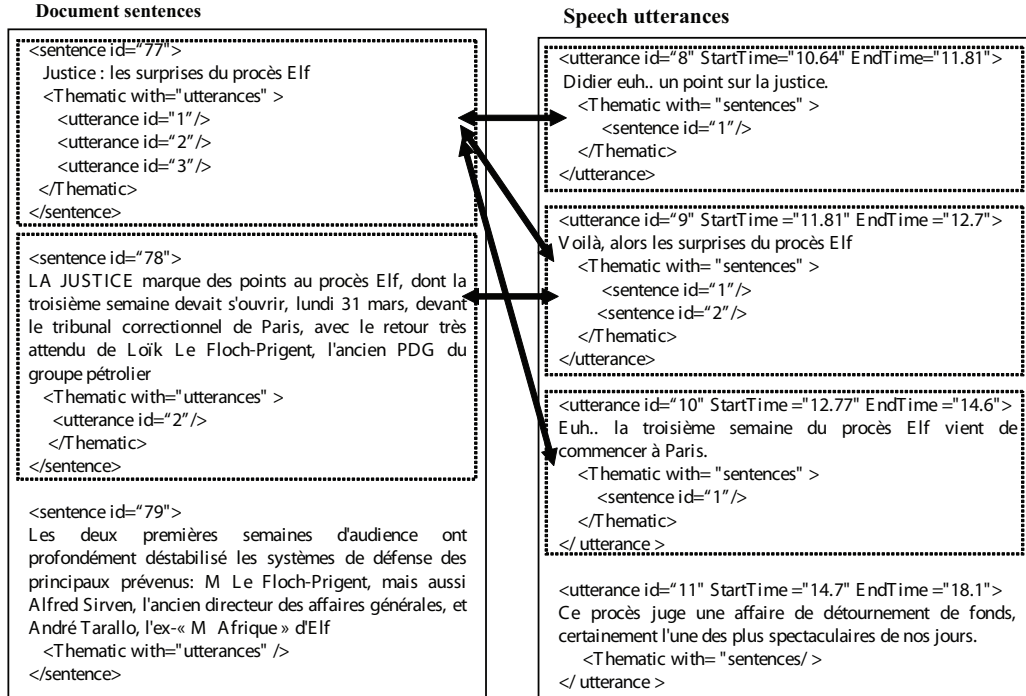 Document sentences
<sentence id="77">
Justice : les surprises du procès Elf
<Thematic with="utterances" >
<utterance id="1"/>
<utterance id="2"/>
<utterance id="3"/>
</Thematic>
</sentence>
<sentence id="78">
LA JUSTICE marque des points au procès Elf, dont la
troisième semaine devait s'ouvrir, lundi 31 mars, devant
le tribunal correctionnel de Paris, avec le retour très
attendu de Loïk Le Floch-Prigent, l'ancien PDG du
groupe pétrolier
<Thematic with="utterances" >
<utterance id="2"/>
</Thematic>
</sentence>
<sentence id="79">
Les deux premières semaines d'audience ont
profondément déstabilisé les systèmes de défense des
principaux prévenus: M Le Floch-Prigent, mais aussi
Alfred Sirven, l'ancien directeur des affaires générales, et
André Tarallo, l'ex-« M Afrique » d'Elf
<Thematic with="utterances" />
</sentence>
Speech utterances
<utterance id="8" StartTime="10.64" EndTime="11.81">
Didier euh.. un point sur la justice.
<Thematic with= "sentences" >
<sentence id="1"/>
</Thematic>
</utterance>
<utterance id="9" StartTime ="11.81" EndTime ="12.7">
Voilà, alors les surprises du procès Elf
<Thematic with= "sentences" >
<sentence id="1"/>
<sentence id="2"/>
</Thematic>
</utterance>
<utterance id="10" StartTime ="12.77" EndTime ="14.6">
Euh.. la troisième semaine du procès Elf vient de
commencer à Paris.
<Thematic with= "sentences" >
<sentence id="1"/>
</Thematic>
</ utterance >
<utterance id="11" StartTime ="14.7" EndTime ="18.1">
Ce procès juge une affaire de détournement de fonds,
certainement l'une des plus spectaculaires de nos jours.
<Thematic with= "sentences/ >
</ utterance >